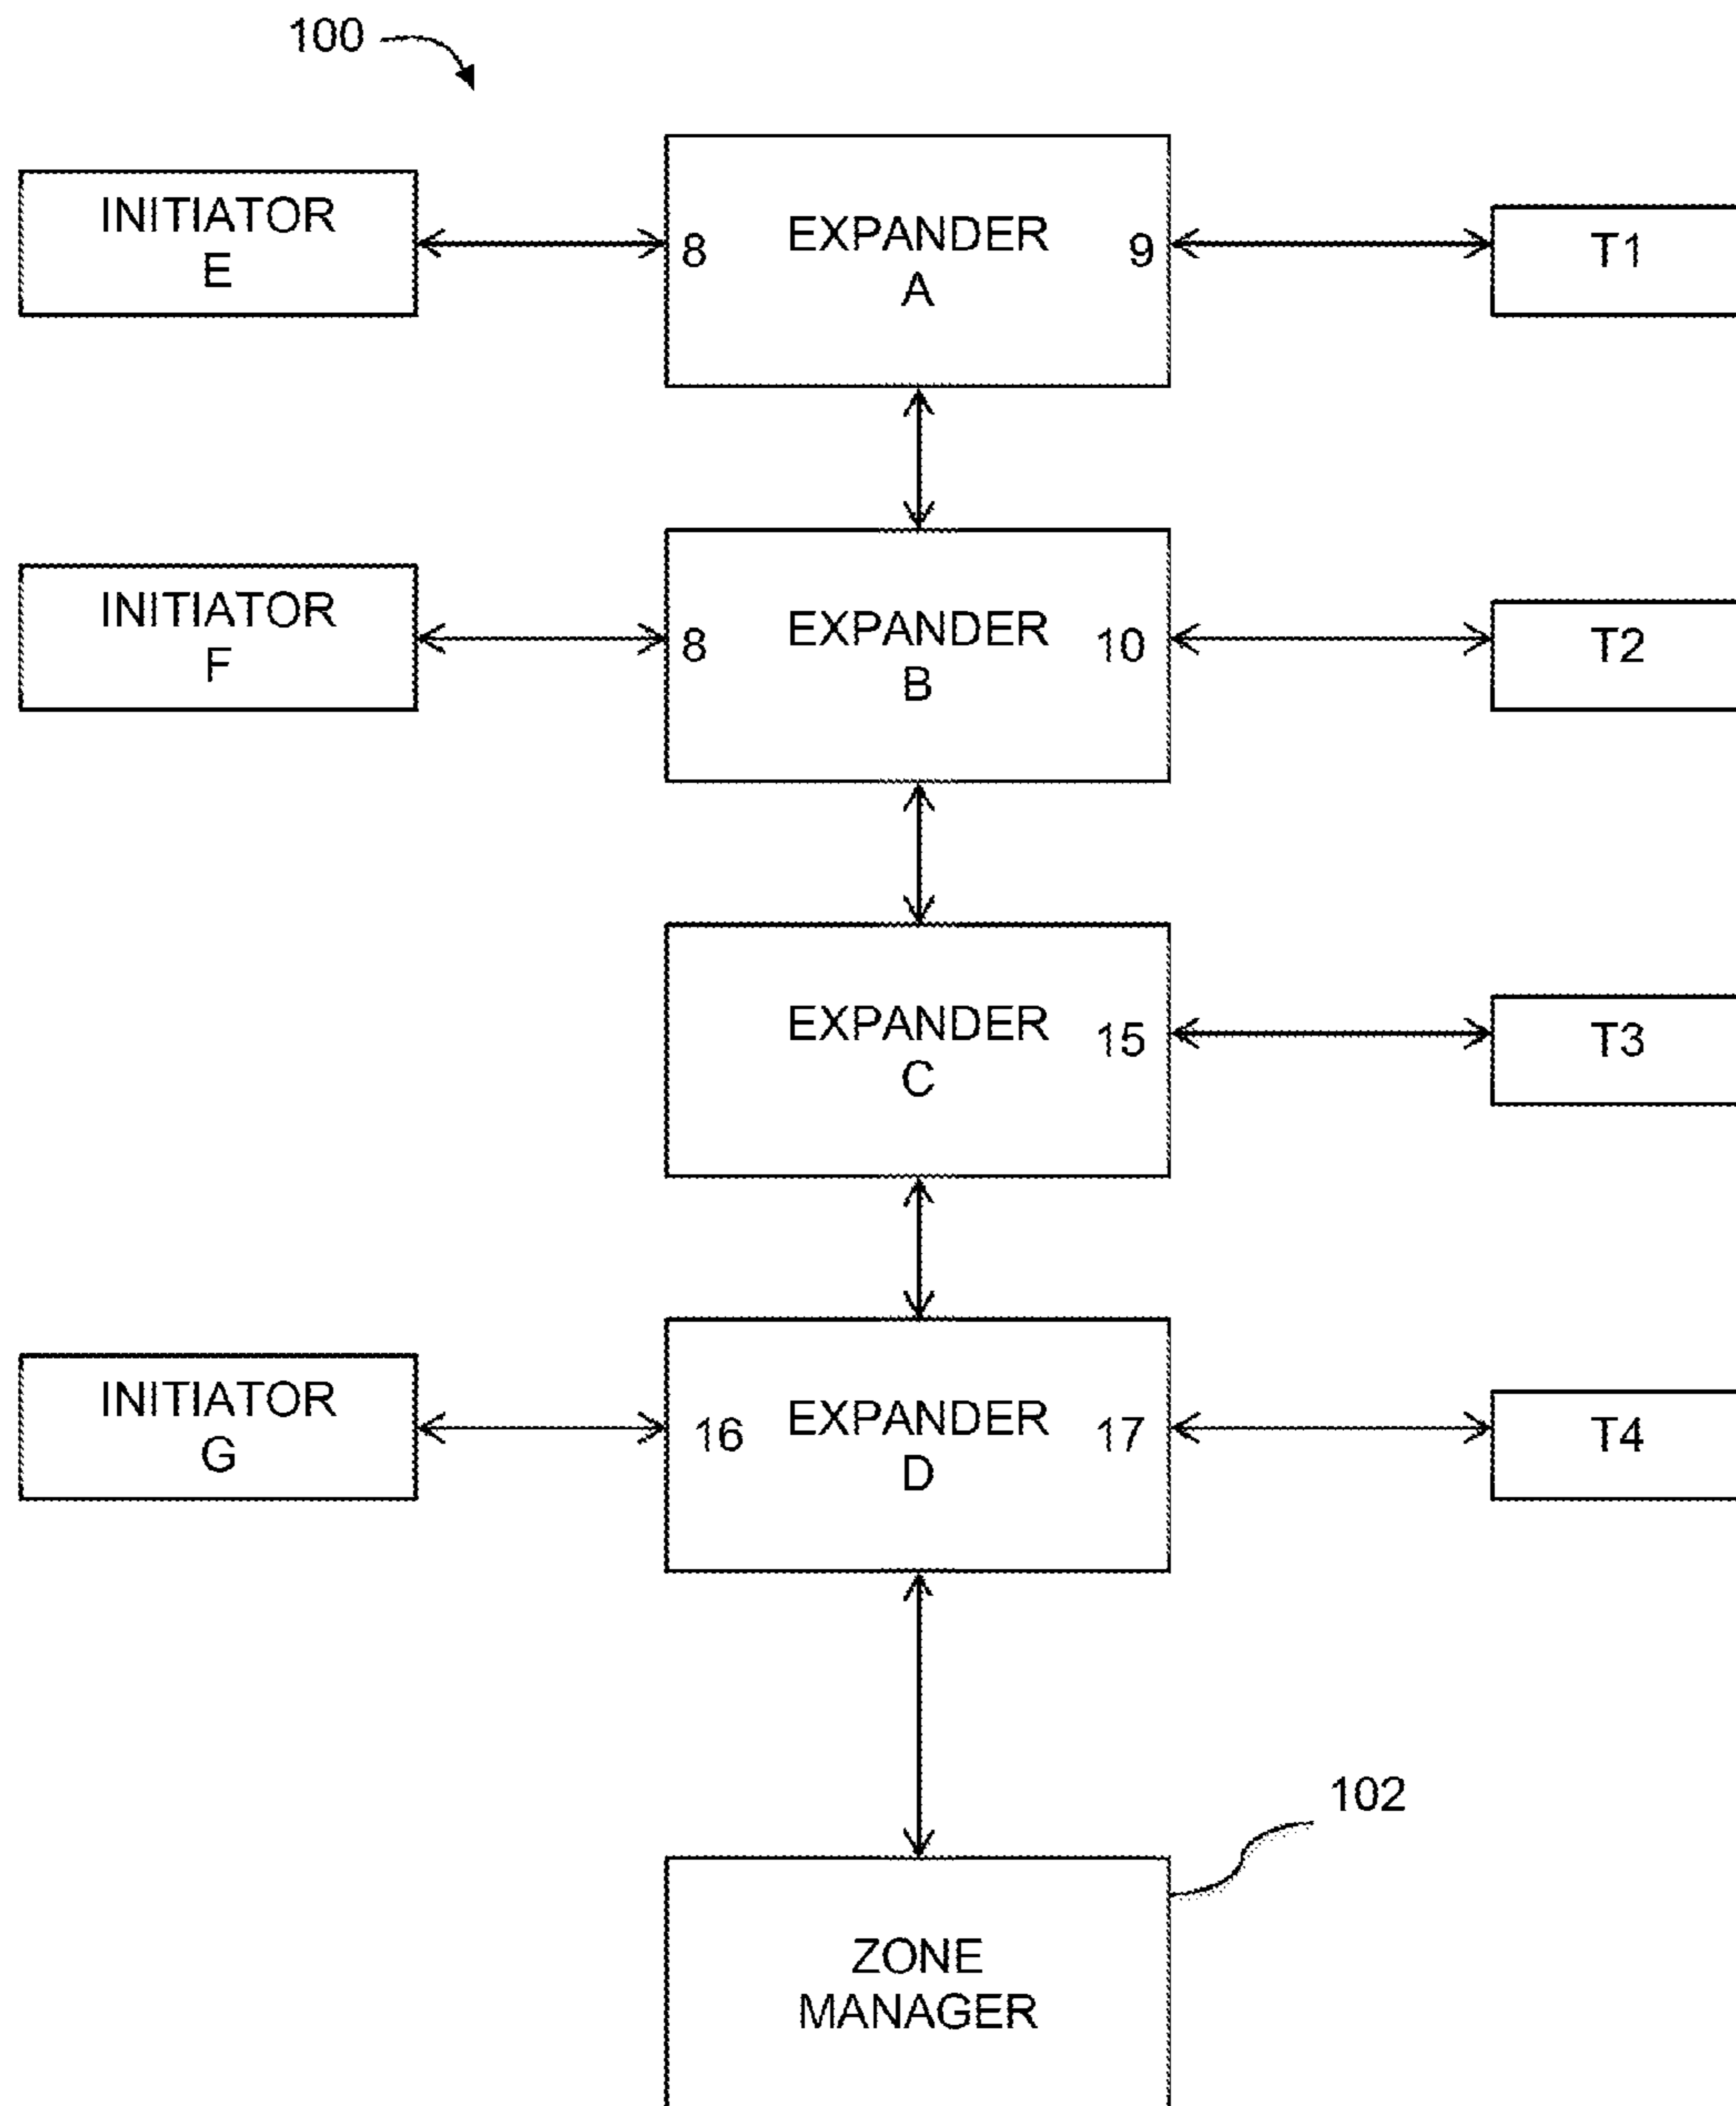 100
INITIATOR
E
8
EXPANDER
A
9
T1
INITIATOR
F
8
EXPANDER
B
10
T2
EXPANDER
C
15
T3
INITIATOR
G
16
EXPANDER
D
17
T4
102
ZONE
MANAGER